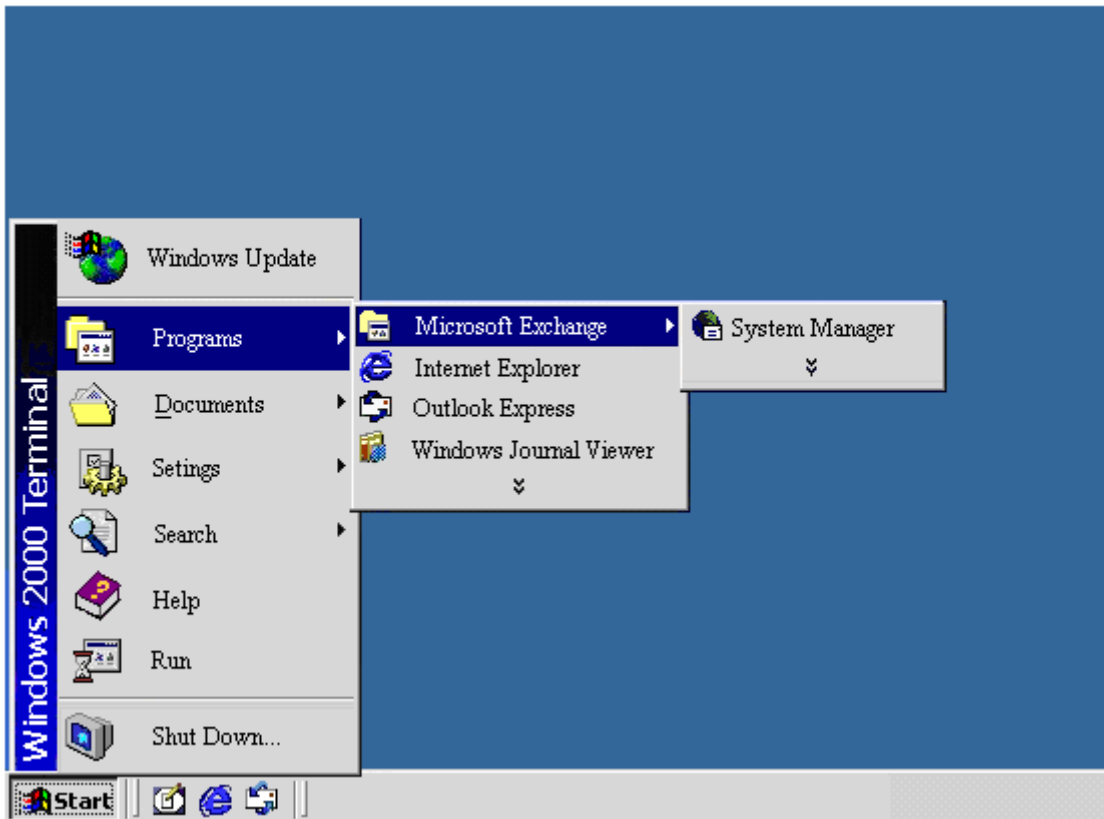 Windows 2000 Terminal
Windows Update
Programs
Documents
Setings
Search
Help
Run
Shut Down...
Microsoft Exchange
Internet Explorer
Outlook Express
Windows Journal Viewer
System Manager
Start